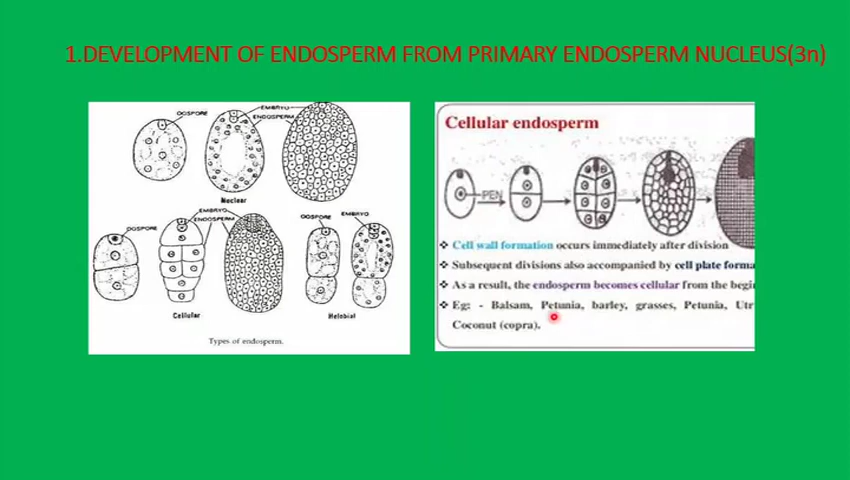 1.DEVELOPMENT OF ENDOSPERM FROM PRIMARY ENDOSPERM NUCLEUS(3n)
OOSPORE
EMBRYO
ENDOSPERM
Nuclear
OOSPORE
EMBRYO
ENDOSPERM
OOSPORE
EMBRYO
Cellular
Helobial
Types of endosperm.
Cellular endosperm
PEN
❖ Cell wall formation occurs immediately after division
❖ Subsequent divisions also accompanied by cell plate forma
❖ As a result, the endosperm becomes cellular from the begi
❖ Eg: - Balsam, Petunia, barley, grasses, Petunia, Utr
Coconut (copra).